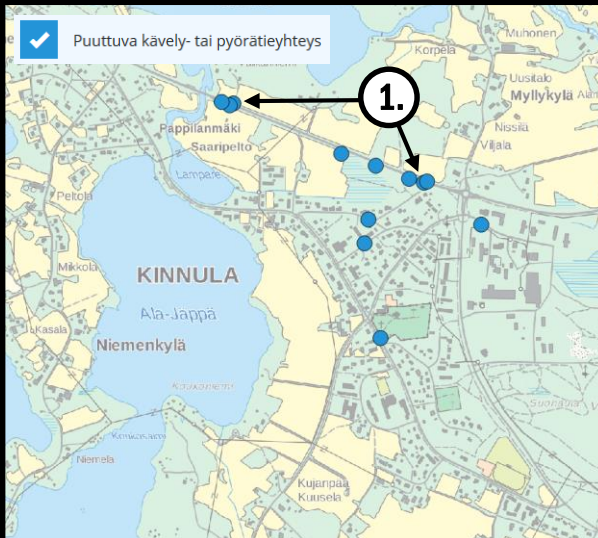 Puuttuva kävely- tai pyörätieyhteys
Muhonen
Korpela
Uusitalo
Myllykylä
1.
Pappilanmäki
Saaripelto
Nissilä
Viljala
Lampare
Peltola
Mikkola
KINNULA
Ala-Jäppä
Kasala
Niemenkylä
Niemelä
Kujanpää
Kuusela